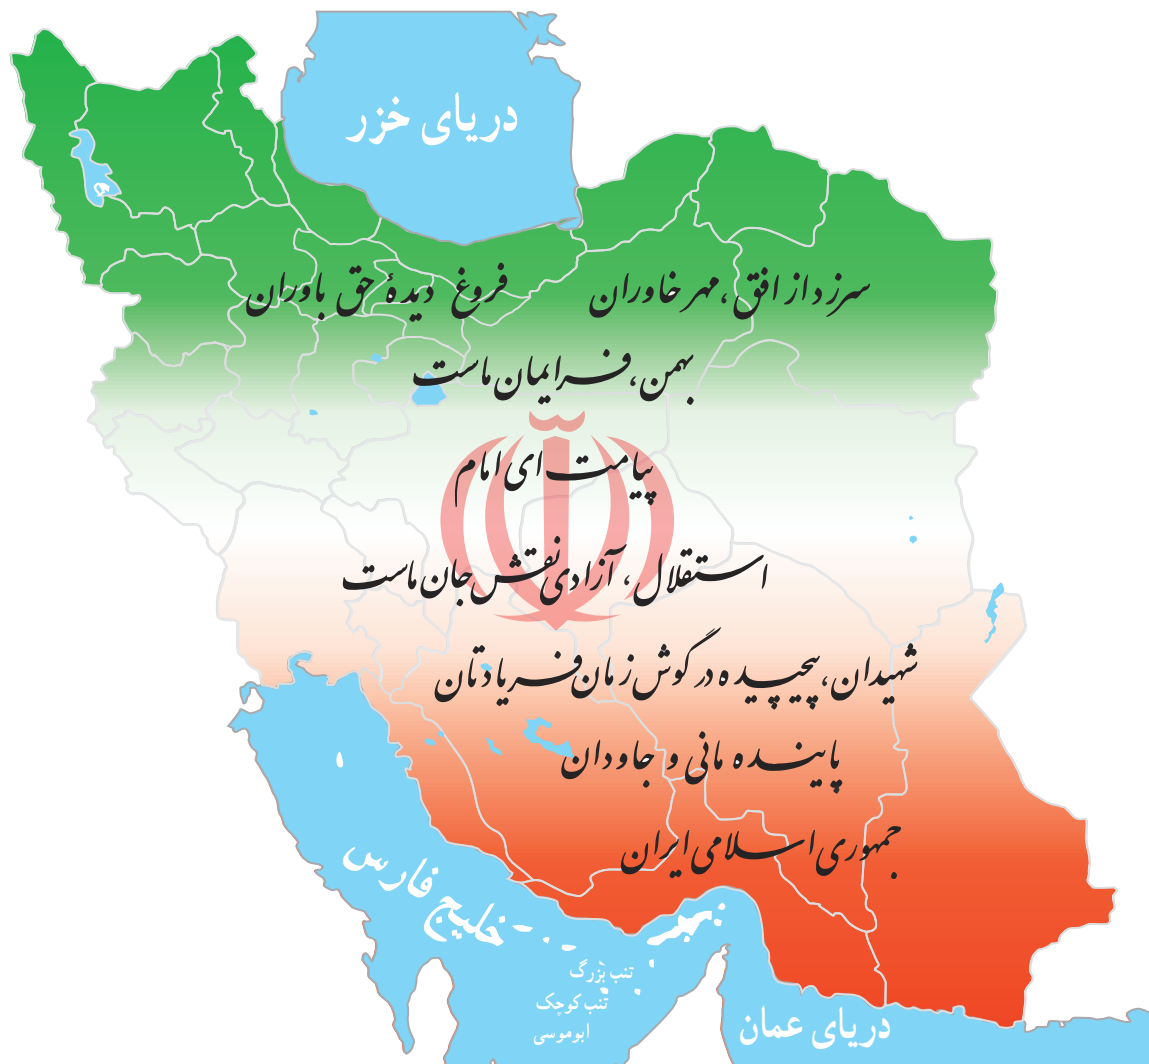 دریای خزر
سرزد از افق، مهر خاوران فروغ دیدهٔ حق باوران
بهمن، فر ایمان ماست
پیامت ای امام
استقلال، آزادی نقش جان ماست
شهیدان، پیچیده در گوش زمان فریادتان
پاینده مانی و جاودان
جمهوری اسلامی ایران
خلیج فارس
تنب بزرگ
تنب کوچک
ابوموسی
دریای عمان